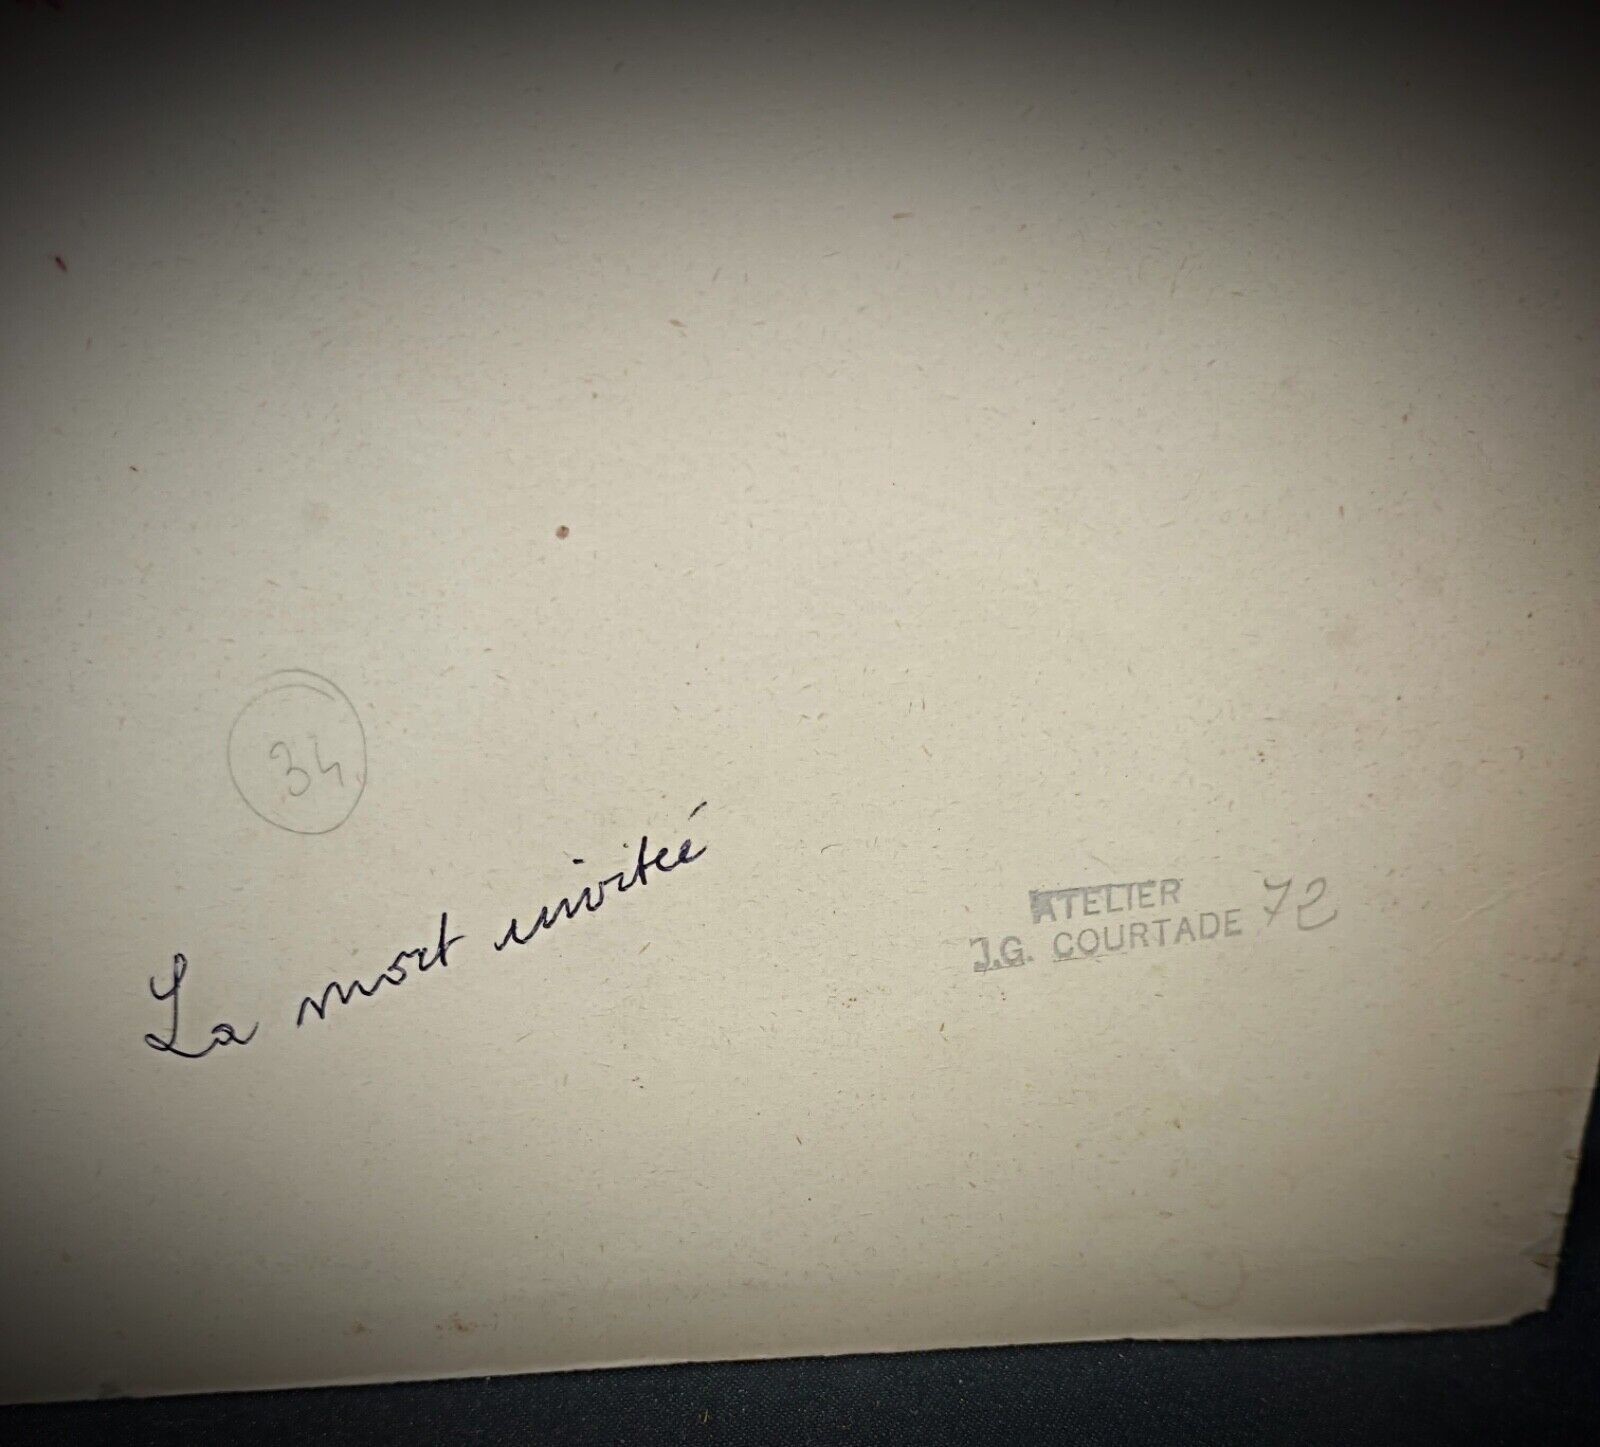 34
La mort invitée
ATELIER
J.G. COURTADE 72